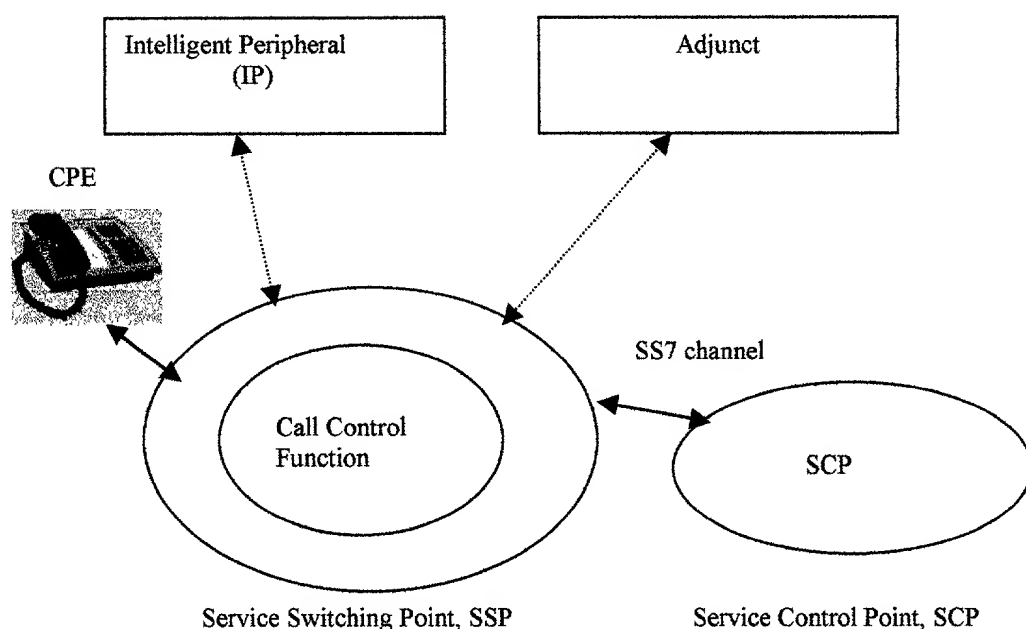 Intelligent Peripheral
(IP)
Adjunct
CPE
SS7 channel
Call Control
Function
SCP
Service Switching Point, SSP
Service Control Point, SCP